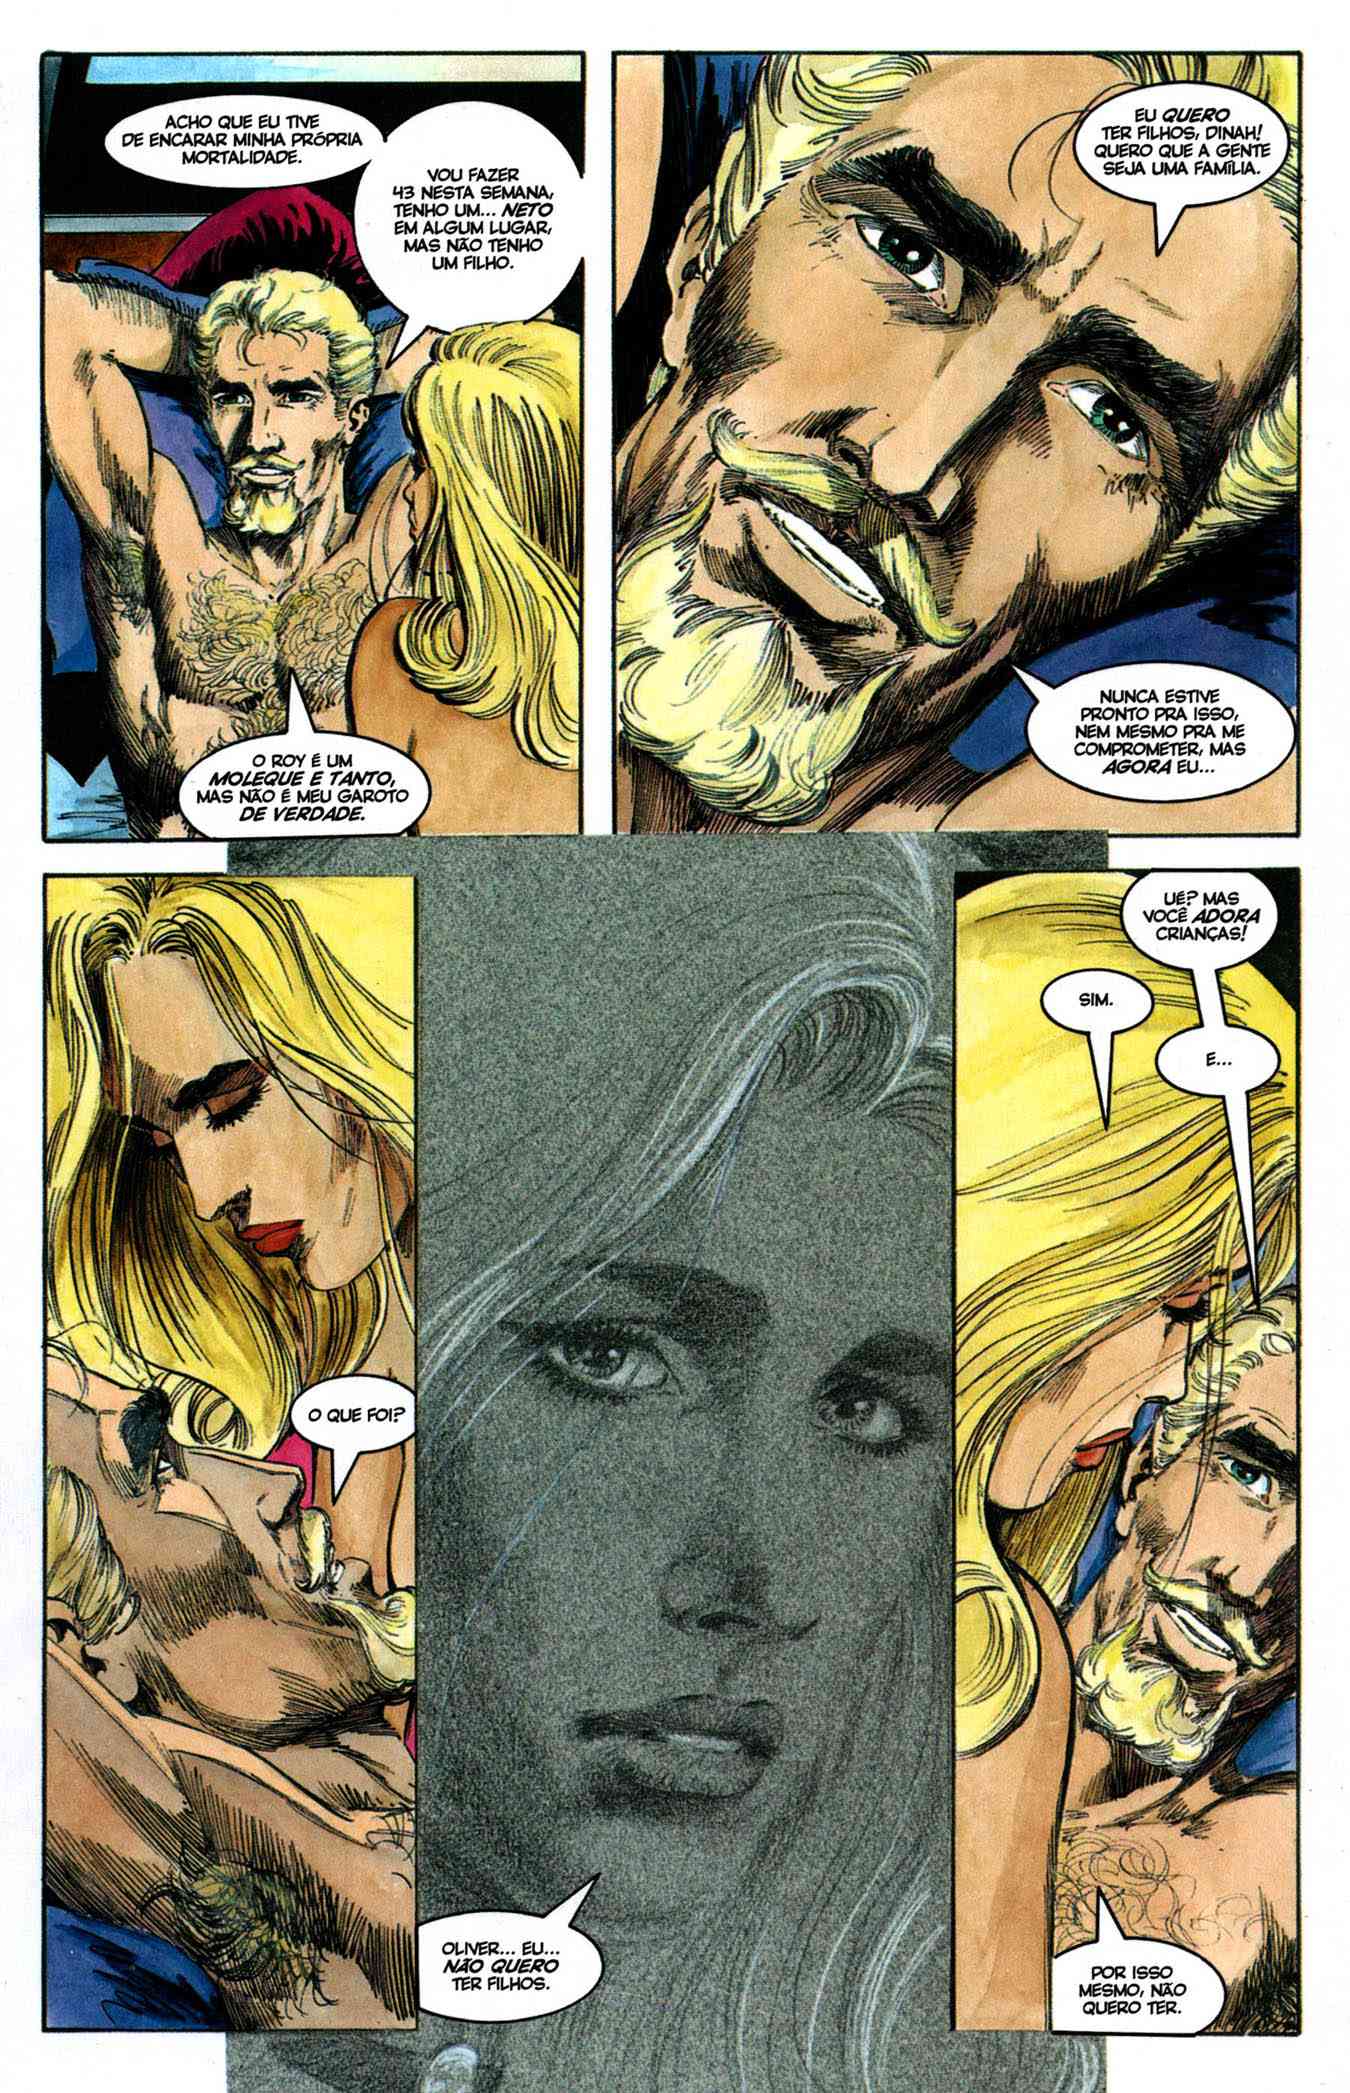 ACHO QUE EU TIVE
DE ENCARAR MINHA PRÓPRIA
MORTALIDADE.
VOU FAZER
43 NESTA SEMANA,
TENHO UM... NETO
EM ALGUM LUGAR,
MAS NÃO TENHO
UM FILHO.
O ROY É UM
MOLEQUE E TANTO,
MAS NÃO É MEU GAROTO
DE VERDADE.
EU QUERO
TER FILHOS, DINAH!
QUERO QUE A GENTE
SEJA UMA FAMÍLIA.
NUNCA ESTIVE
PRONTO PRA ISSO,
NEM MESMO PRA ME
COMPROMETER, MAS
AGORA EU...
O QUE FOI?
OLIVER... EU...
NÃO QUERO
TER FILHOS.
UÉ? MAS
VOCÊ ADORA
CRIANÇAS!
SIM.
E...
POR ISSO
MESMO, NÃO
QUERO TER.